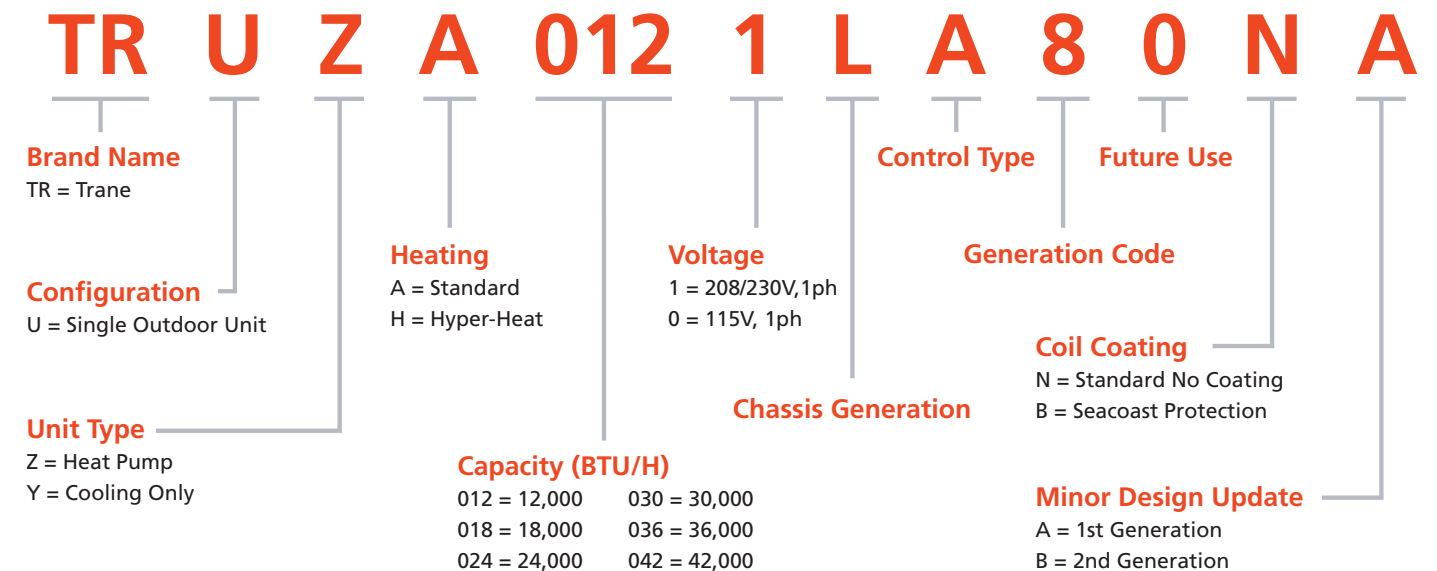 TR U Z A 012 1 L A 8 0 N A
Brand Name
TR = Trane
Configuration
U = Single Outdoor Unit
Unit Type
Z = Heat Pump
Y = Cooling Only
Heating
A = Standard
H = Hyper-Heat
Capacity (BTU/H)
012 = 12,000 030 = 30,000
018 = 18,000 036 = 36,000
024 = 24,000 042 = 42,000
Voltage
1 = 208/230V,1ph
0 = 115V, 1ph
Chassis Generation
Control Type
Generation Code
Future Use
Coil Coating
N = Standard No Coating
B = Seacoast Protection
Minor Design Update
A = 1st Generation
B = 2nd Generation